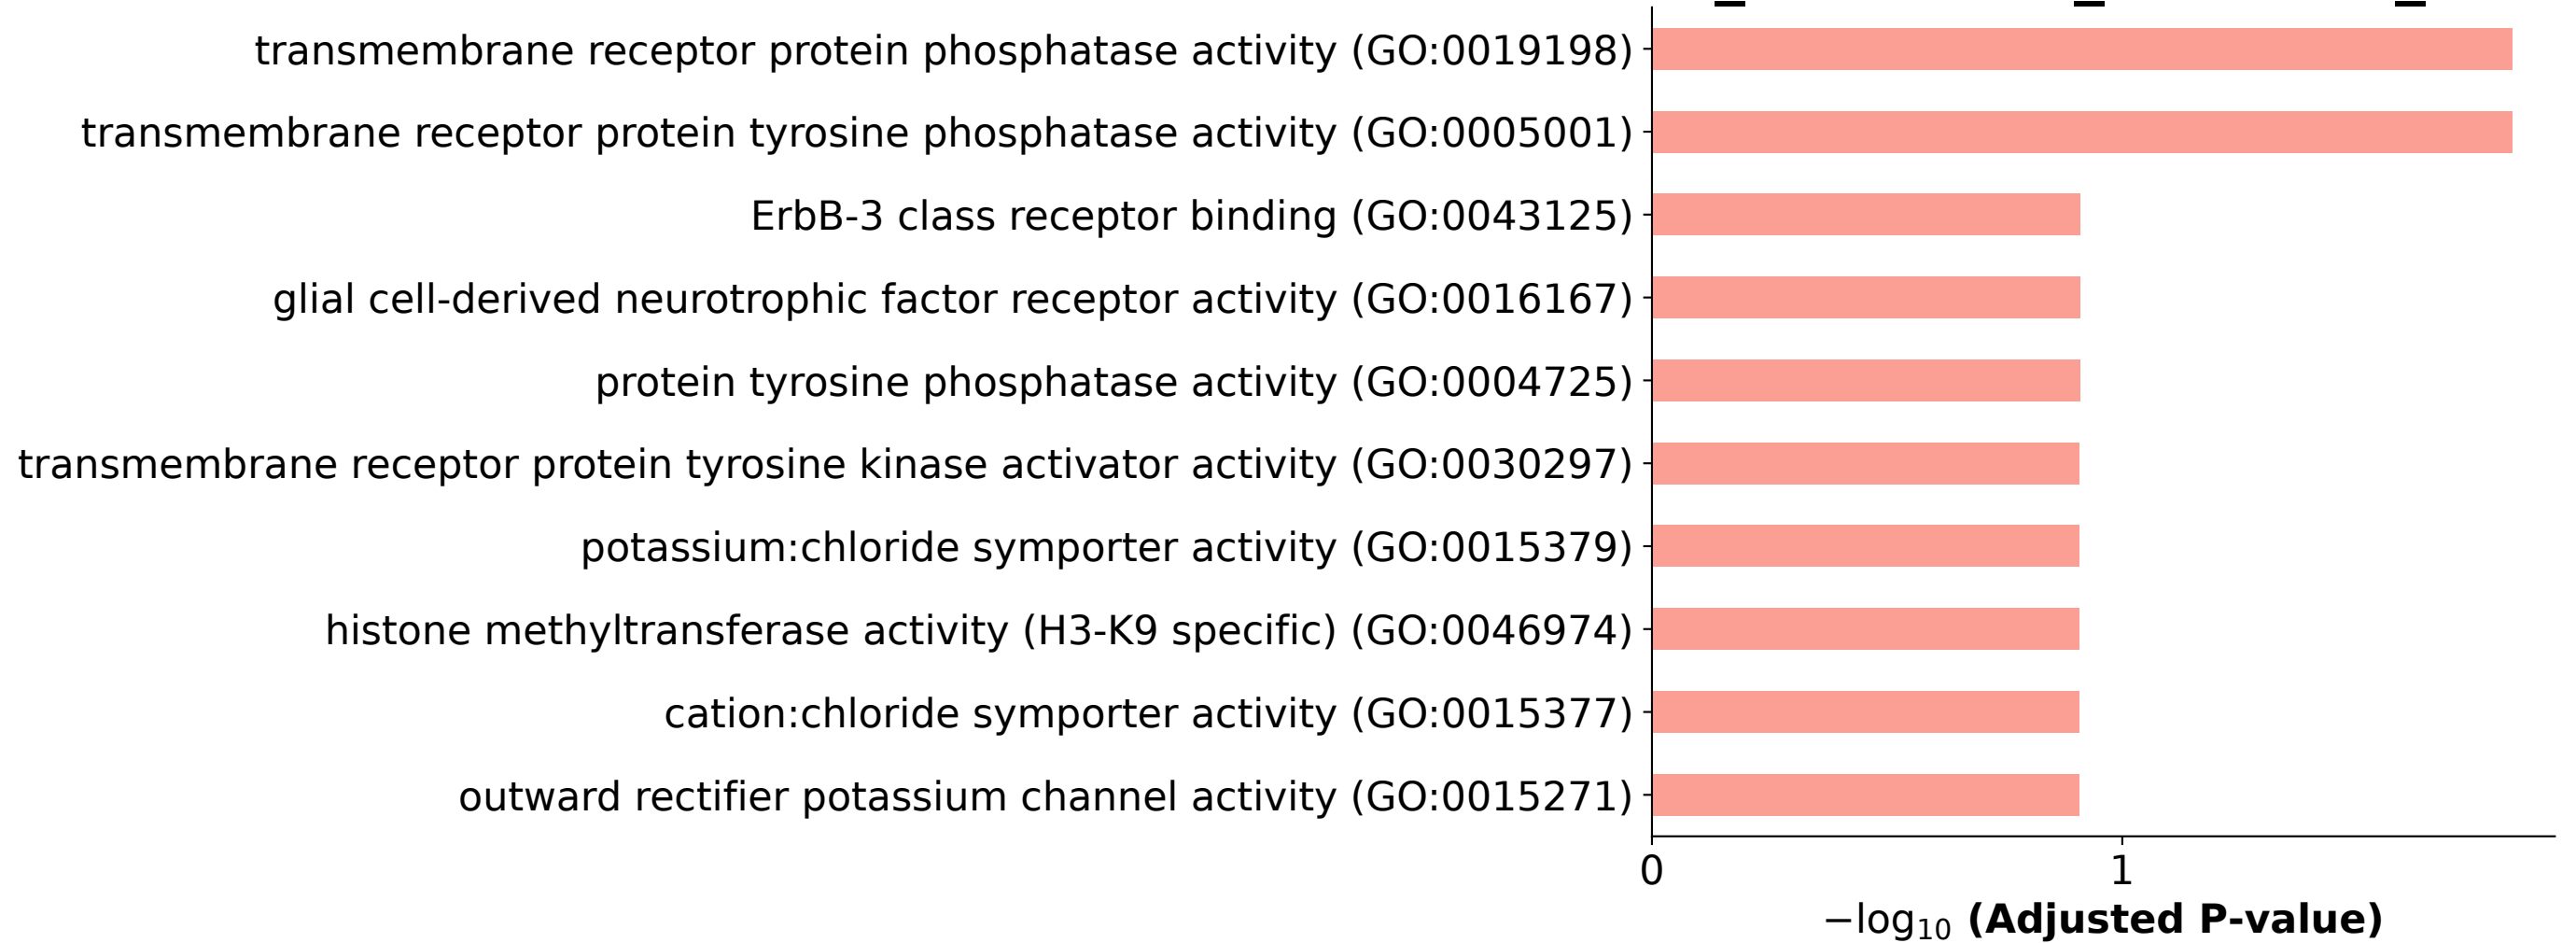 transmembrane receptor protein phosphatase activity (GO:0019198)
transmembrane receptor protein tyrosine phosphatase activity (GO:0005001)
ErbB-3 class receptor binding (GO:0043125)
glial cell-derived neurotrophic factor receptor activity (GO:0016167)
protein tyrosine phosphatase activity (GO:0004725)
transmembrane receptor protein tyrosine kinase activator activity (GO:0030297)
potassium:chloride symporter activity (GO:0015379)
histone methyltransferase activity (H3-K9 specific) (GO:0046974)
cation:chloride symporter activity (GO:0015377)
outward rectifier potassium channel activity (GO:0015271)
0 1
−log₁₀ (Adjusted P-value)